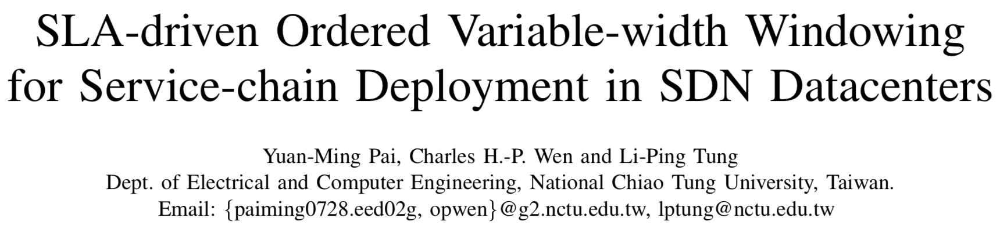 SLA-driven Ordered Variable-width Windowing
for Service-chain Deployment in SDN Datacenters
Yuan-Ming Pai, Charles H.-P. Wen and Li-Ping Tung
Dept. of Electrical and Computer Engineering, National Chiao Tung University, Taiwan.
Email: {paiming0728.eed02g, opwen}@g2.nctu.edu.tw, lptung@nctu.edu.tw